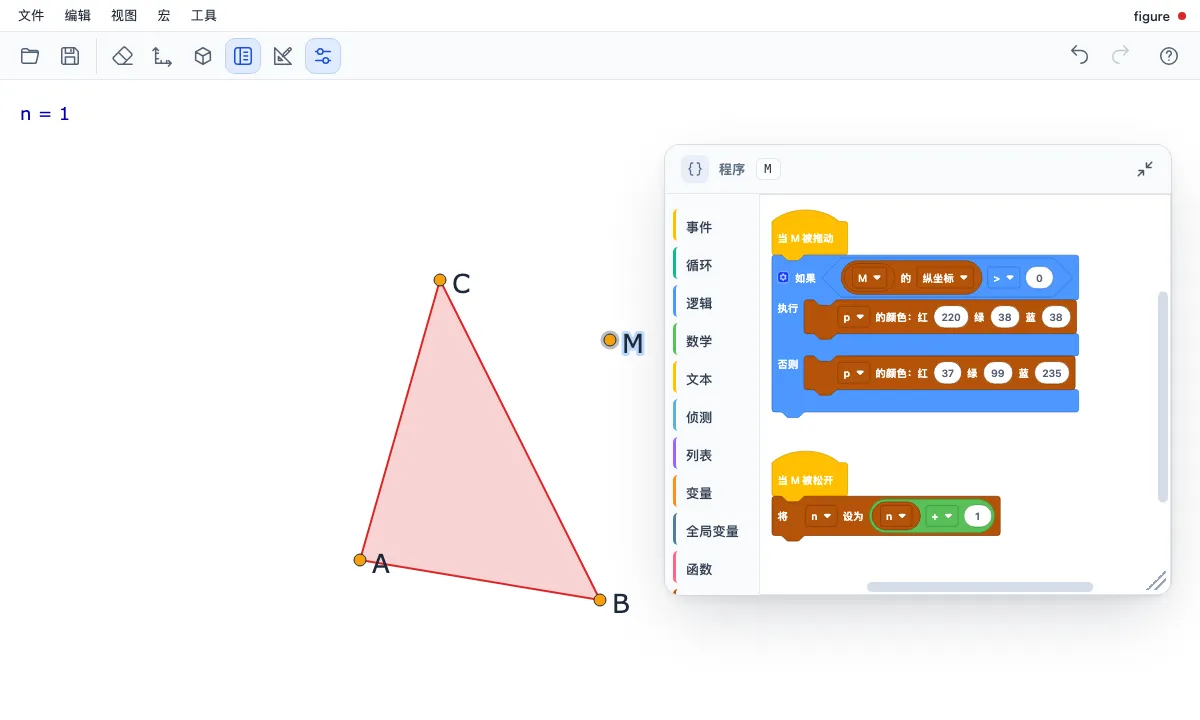 文件 编辑 视图 宏 工具 figure
n = 1
{} 程序 M
事件
循环
逻辑
数学
文本
侦测
列表
变量
全局变量
函数
当 M 被拖动
如果 M 的 纵坐标 > 0
执行 p 的颜色: 红 220 绿 38 蓝 38
否则 p 的颜色: 红 37 绿 99 蓝 235
当 M 被松开
将 n 设为 n + 1
C
M
A
B